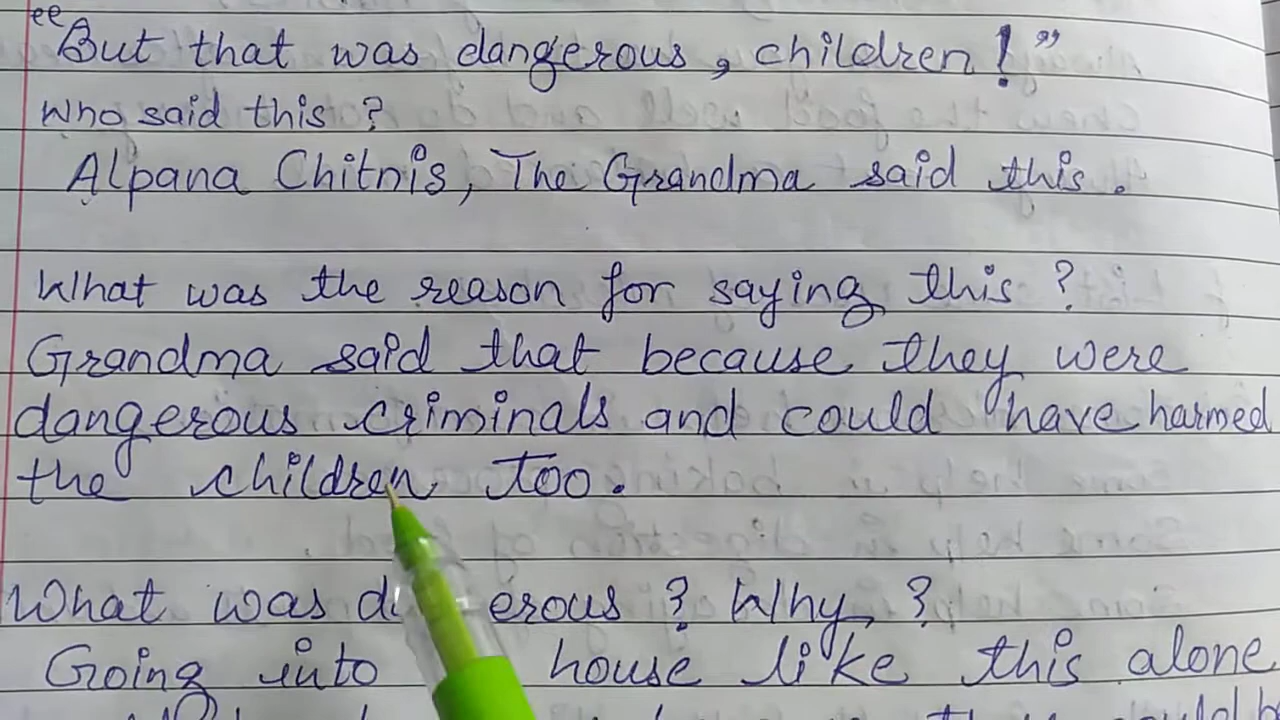 “But that was dangerous, children!”
Who said this?
Alpana Chitnis, The Grandma said this.
What was the reason for saying this?
Grandma said that because they were
dangerous criminals and could have harmed
the children too.
What was erous? Why?
Going into house like this alone